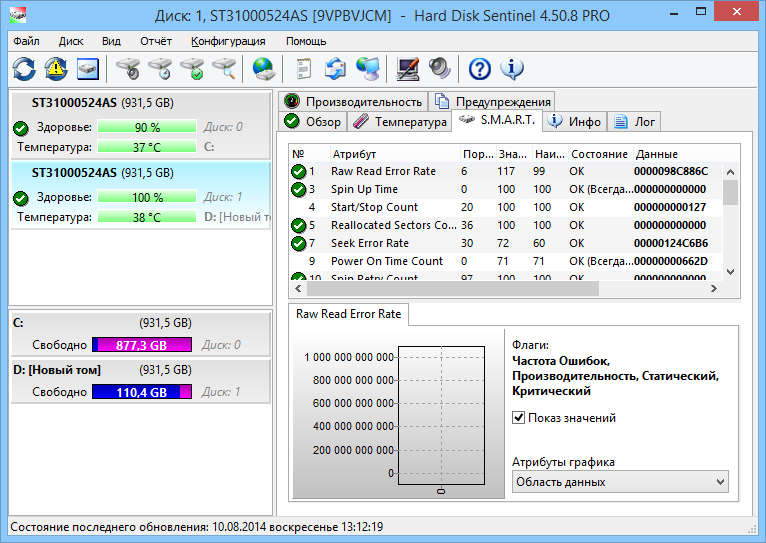 Диск: 1, ST31000524AS [9VPBVJCM] - Hard Disk Sentinel 4.50.8 PRO
Файл Диск Вид Отчёт Конфигурация Помощь
ST31000524AS (931,5 GB)
Здоровье: 90 % Диск: 0
Температура: 37 °C C:
ST31000524AS (931,5 GB)
Здоровье: 100 % Диск: 1
Температура: 38 °C D: [Новый то
C: (931,5 GB)
Свободно 877,3 GB Диск: 0
D: [Новый том] (931,5 GB)
Свободно 110,4 GB Диск: 1
Производительность Предупреждения
Обзор Температура S.M.A.R.T. Инфо Лог
№ Атрибут Пор... Зна... Наи... Состояние Данные
1 Raw Read Error Rate 6 117 99 OK 0000098C886C
3 Spin Up Time 0 100 100 OK (Всегда... 000000000000
4 Start/Stop Count 20 100 100 OK 000000000127
5 Reallocated Sectors Co... 36 100 100 OK 000000000000
7 Seek Error Rate 30 72 60 OK 00000124C6B6
9 Power On Time Count 0 71 71 OK (Всегда... 00000000662D
10 Spin Retry Count 97 100 100 OK 000000000000
Raw Read Error Rate
1 000 000 000 000
800 000 000 000
600 000 000 000
400 000 000 000
200 000 000 000
0
0
Флаги:
Частота Ошибок,
Производительность, Статический,
Критический
Показ значений
Атрибуты графика
Область данных
Состояние последнего обновления: 10.08.2014 воскресенье 13:12:19